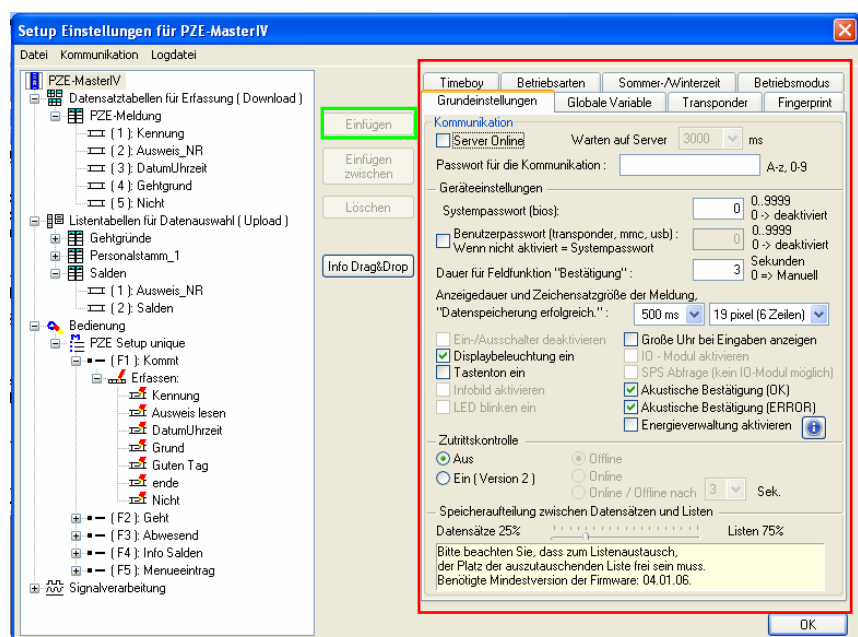 Setup Einstellungen für PZE-MasterIV
Datei Kommunikation Logdatei
PZE-MasterIV
Datensatztabellen für Erfassung ( Download )
PZE-Meldung
( 1 ): Kennung
( 2 ): Ausweis_NR
( 3 ): DatumUhrzeit
( 4 ): Gehtgrund
( 5 ): Nicht
Listentabellen für Datenauswahl ( Upload )
Gehtgründe
Personalstamm_1
Salden
( 1 ): Ausweis_NR
( 2 ): Salden
Bedienung
PZE Setup unique
( F1 ): Kommt
Erfassen:
Kennung
Ausweis lesen
DatumUhrzeit
Grund
Guten Tag
ende
Nicht
( F2 ): Geht
( F3 ): Abwesend
( F4 ): Info Salden
( F5 ): Menueeintrag
Signalverarbeitung
Einfügen
Einfügen
zwischen
Löschen
Info Drag&Drop
Timeboy Betriebsarten Sommer-/Winterzeit Betriebsmodus
Grundeinstellungen Globale Variable Transponder Fingerprint
Kommunikation
Server Online Warten auf Server 3000 ms
Passwort für die Kommunikation : A-z, 0-9
Geräteeinstellungen
Systempasswort (bios): 0 0..9999
0 -> deaktiviert
Benutzerpasswort (transponder, mmc, usb) : 0 0..9999
Wenn nicht aktiviert = Systempasswort 0 -> deaktiviert
Dauer für Feldfunktion "Bestätigung" : 3 Sekunden
0 => Manuell
Anzeigedauer und Zeichensatzgröße der Meldung,
"Datenspeicherung erfolgreich." : 500 ms 19 pixel (6 Zeilen)
Ein-/Ausschalter deaktivieren Große Uhr bei Eingaben anzeigen
Displaybeleuchtung ein IO - Modul aktivieren
Tastenton ein SPS Abfrage (kein IO-Modul möglich)
Infobild aktivieren Akustische Bestätigung (OK)
LED blinken ein Akustische Bestätigung (ERROR)
Energieverwaltung aktivieren
Zutrittskontrolle
Aus Offline
Ein ( Version 2 ) Online
Online / Offline nach 3 Sek.
Speicheraufteilung zwischen Datensätzen und Listen
Datensätze 25% Listen 75%
Bitte beachten Sie, dass zum Listenaustausch,
der Platz der auszutauschenden Liste frei sein muss.
Benötigte Mindestversion der Firmware: 04.01.06.
OK